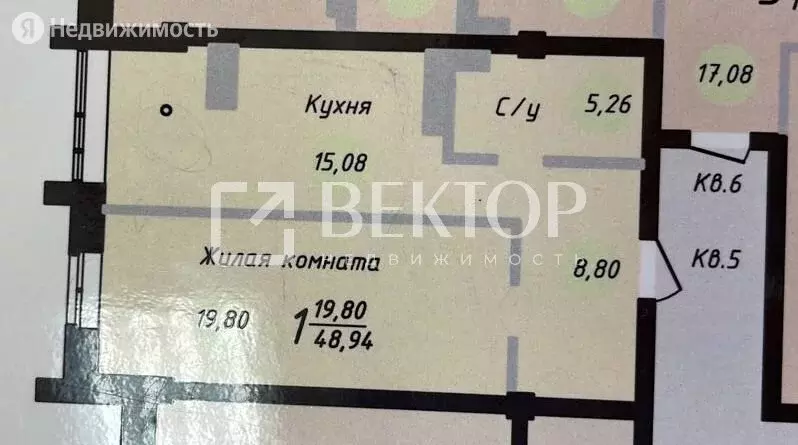 Я Недвижимость
Кухня
15,08
С/у
5,26
17,08
Кв.6
Кв.5
8,80
ВЕКТОР
недвижимость
Жилая комната
19,80
1 19,80
48,94